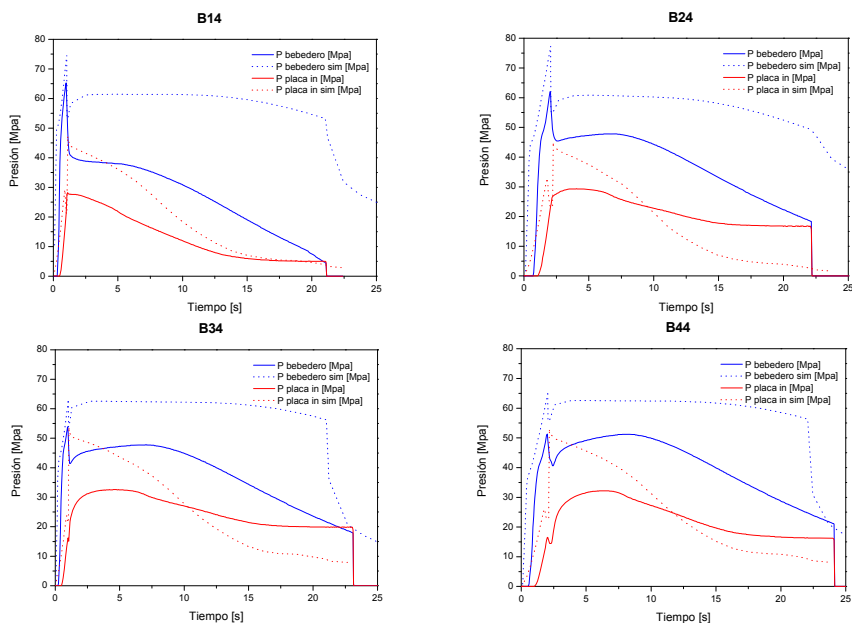 B14
P bebedero [Mpa]
P bebedero sim [Mpa]
P placa in [Mpa]
P placa in sim [Mpa]
80
70
60
50
40
30
20
10
0
Presión [Mpa]
0 5 10 15 20 25
Tiempo [s]
B24
P bebedero [Mpa]
P bebedero sim [Mpa]
P placa in [Mpa]
P placa in sim [Mpa]
80
70
60
50
40
30
20
10
0
Presión [Mpa]
0 5 10 15 20 25
Tiempo [s]
B34
P bebedero [Mpa]
P bebedero sim [Mpa]
P placa in [Mpa]
P placa in sim [Mpa]
80
70
60
50
40
30
20
10
0
Presión [Mpa]
0 5 10 15 20 25
Tiempo [s]
B44
P bebedero [Mpa]
P bebedero sim [Mpa]
P placa in [Mpa]
P placa in sim [Mpa]
80
70
60
50
40
30
20
10
0
Presión [Mpa]
0 5 10 15 20 25
Tiempo [s]